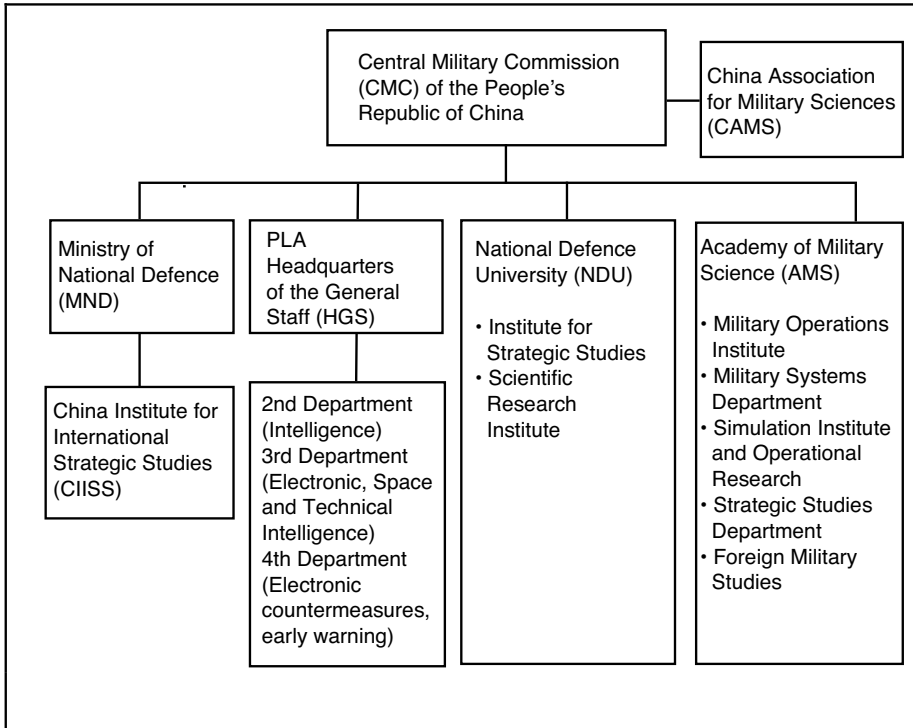 Central Military Commission
(CMC) of the People's
Republic of China
China Association
for Military Sciences
(CAMS)
Ministry of
National Defence
(MND)
China Institute for
International
Strategic Studies
(CIISS)
PLA
Headquarters
of the General
Staff (HGS)
2nd Department
(Intelligence)
3rd Department
(Electronic, Space
and Technical
Intelligence)
4th Department
(Electronic
countermeasures,
early warning)
National Defence
University (NDU)
• Institute for
Strategic Studies
• Scientific
Research
Institute
Academy of Military
Science (AMS)
• Military Operations
Institute
• Military Systems
Department
• Simulation Institute
and Operational
Research
• Strategic Studies
Department
• Foreign Military
Studies